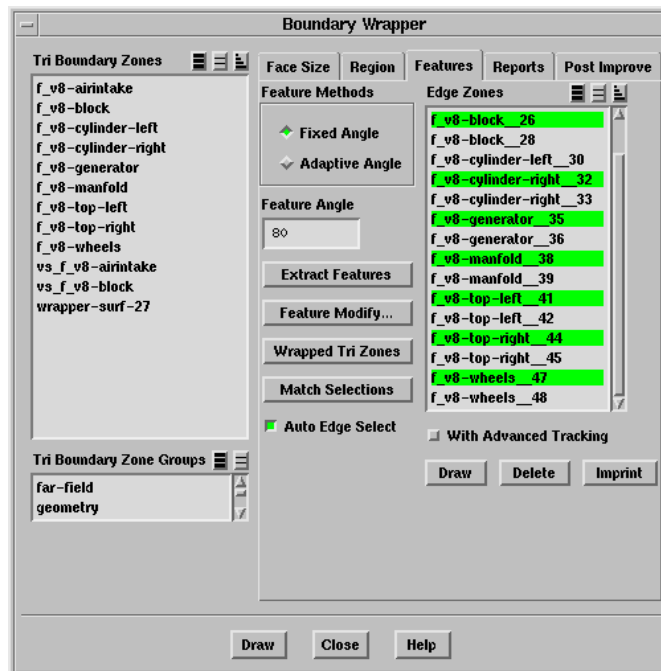 Boundary Wrapper
Tri Boundary Zones
f_v8-airintake
f_v8-block
f_v8-cylinder-left
f_v8-cylinder-right
f_v8-generator
f_v8-manfold
f_v8-top-left
f_v8-top-right
f_v8-wheels
vs_f_v8-airintake
vs_f_v8-block
wrapper-surf-27
Tri Boundary Zone Groups
far-field
geometry
Face Size Region Features Reports Post Improve
Feature Methods
Fixed Angle
Adaptive Angle
Feature Angle
80
Extract Features
Feature Modify...
Wrapped Tri Zones
Match Selections
Auto Edge Select
Edge Zones
f_v8-block__26
f_v8-block__28
f_v8-cylinder-left__30
f_v8-cylinder-right__32
f_v8-cylinder-right__33
f_v8-generator__35
f_v8-generator__36
f_v8-manfold__38
f_v8-manfold__39
f_v8-top-left__41
f_v8-top-left__42
f_v8-top-right__44
f_v8-top-right__45
f_v8-wheels__47
f_v8-wheels__48
With Advanced Tracking
Draw Delete Imprint
Draw Close Help